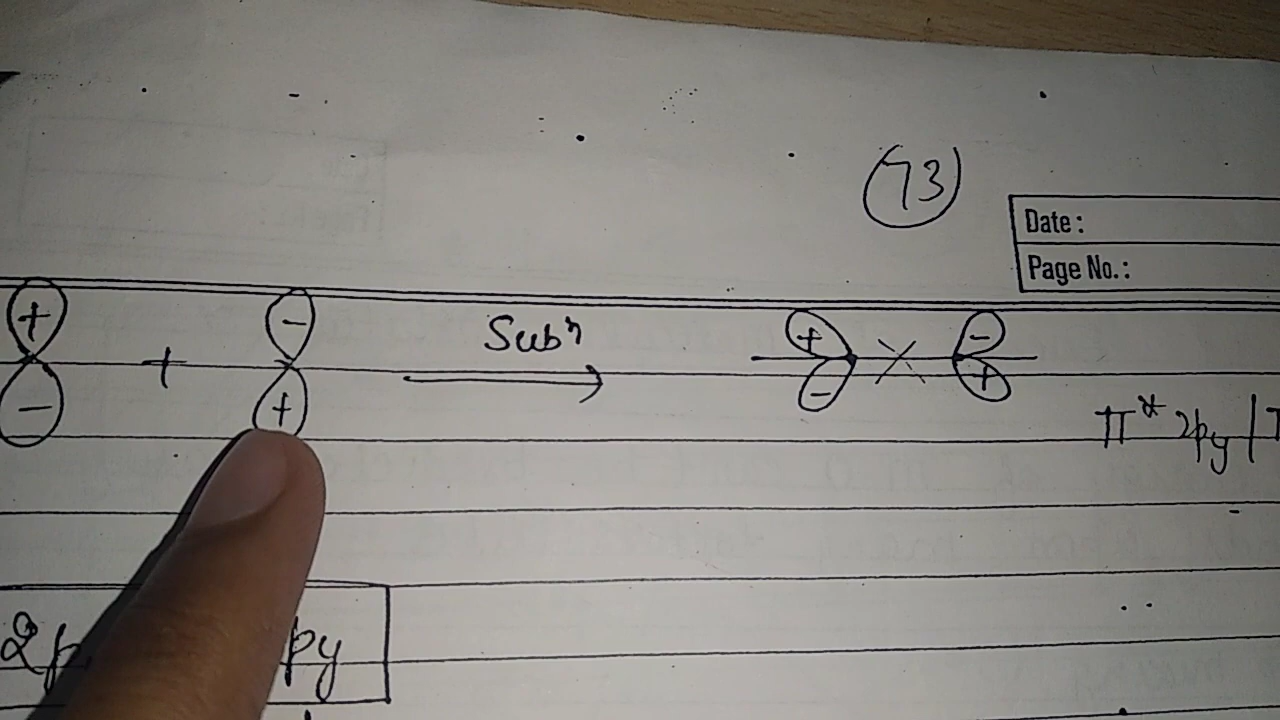 (73)
Date:
Page No.:
+ + - Subⁿ + × -
- + - +
π* 2py |
py